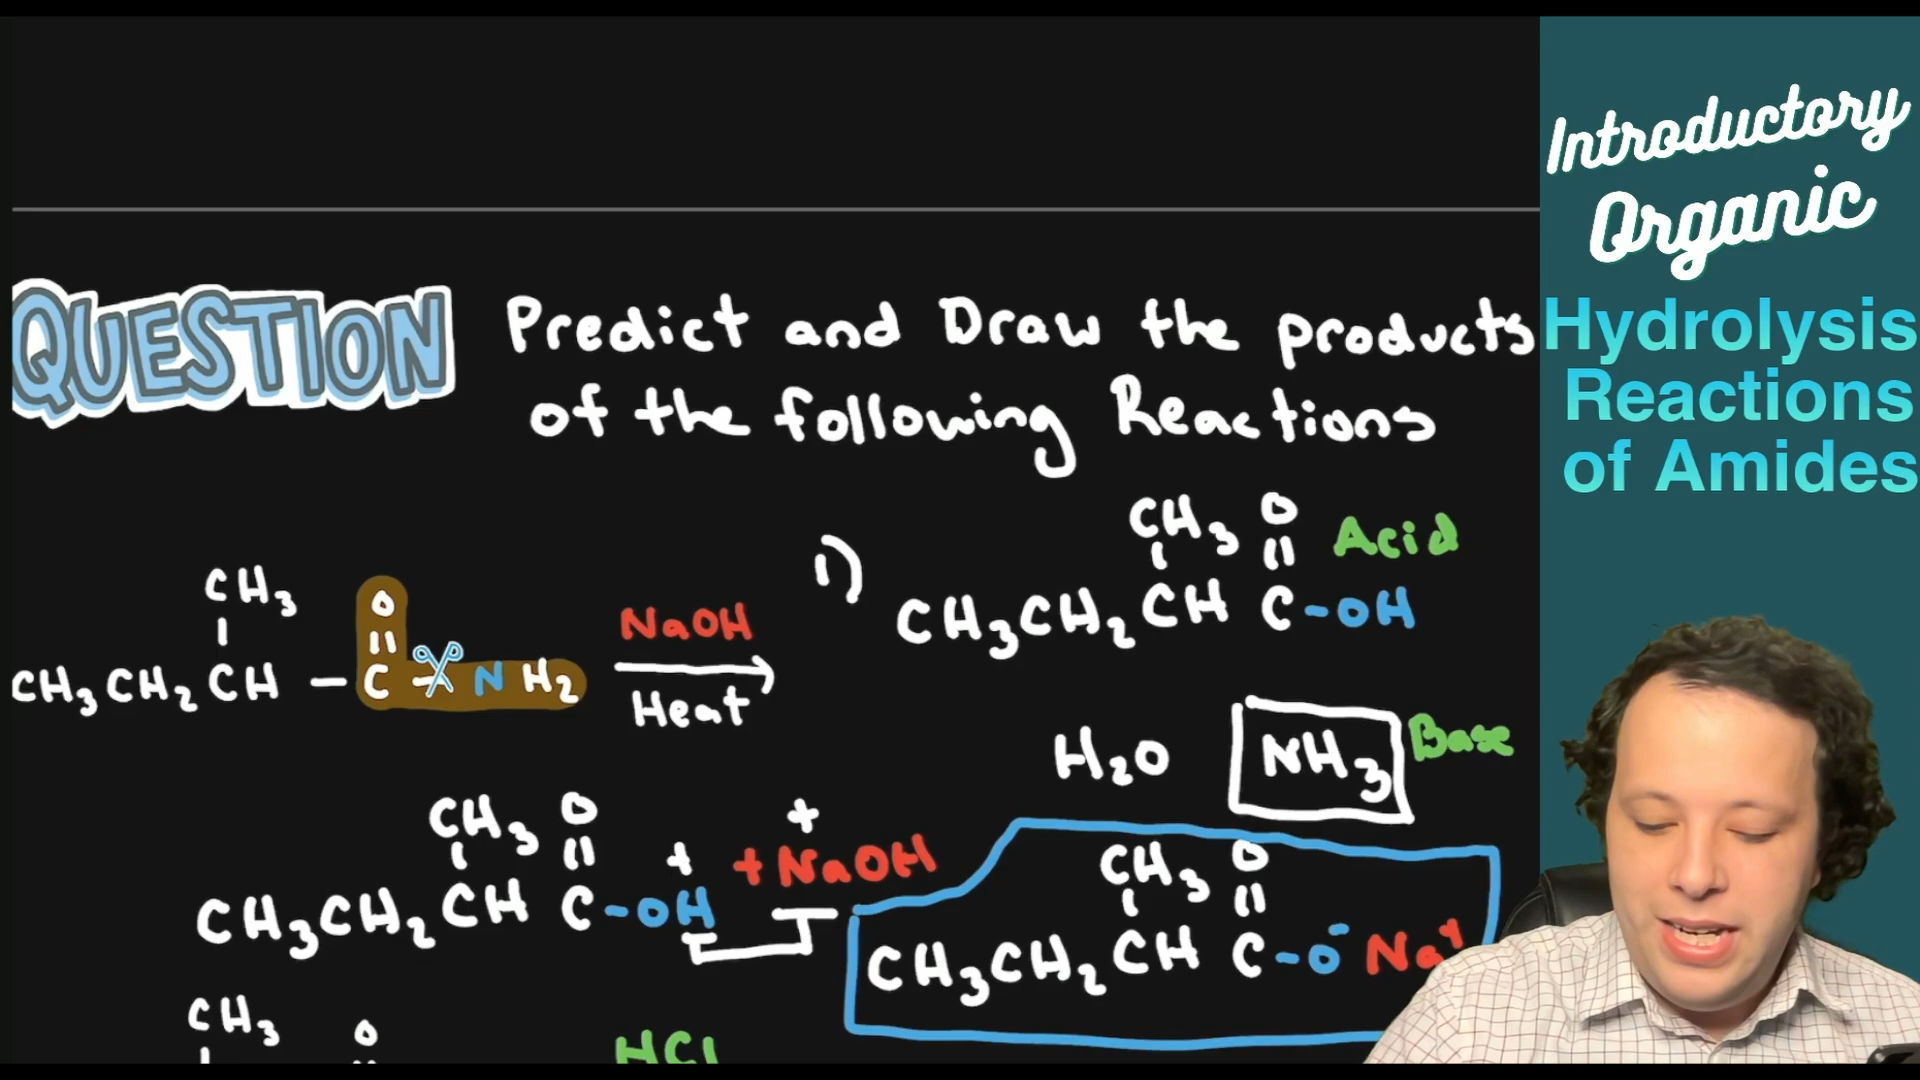 QUESTION Predict and Draw the products
of the following Reactions
CH3 O
CH3CH2CH — C — NH2
NaOH
Heat
1)
CH3 O Acid
CH3CH2CH C-OH
H2O NH3 Base
CH3 O + + NaOH
CH3CH2CH C-OH +
CH3 O
CH3CH2CH C-O⁻ Na⁺
CH3 O
HCl
Introductory
Organic
Hydrolysis
Reactions
of Amides